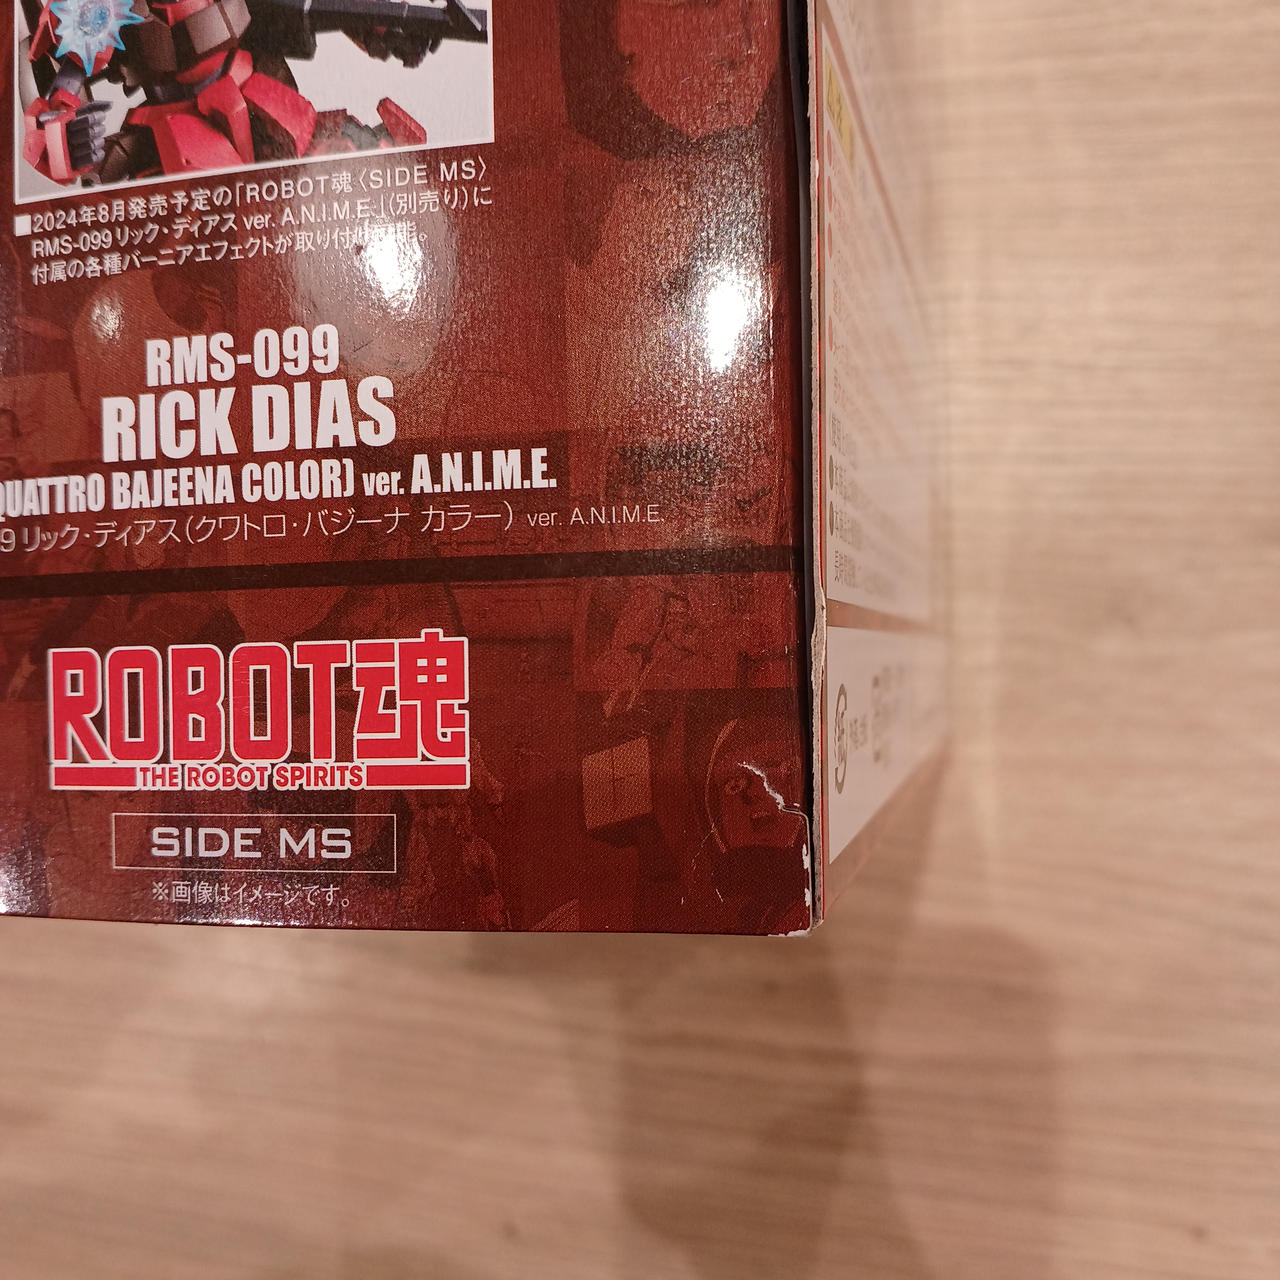 ■2024年8月発売予定の「ROBOT魂〈SIDE MS〉
RMS-099リック・ディアス ver. A.N.I.M.E.」(別売り)に
付属の各種バーニアエフェクトが取り付け可能。
RMS-099
RICK DIAS
QUATTRO BAJEENA COLOR) ver. A.N.I.M.E.
9 リック・ディアス(クワトロ・バジーナ カラー) ver. A.N.I.M.E.
ROBOT魂
THE ROBOT SPIRITS
SIDE MS
※画像はイメージです。